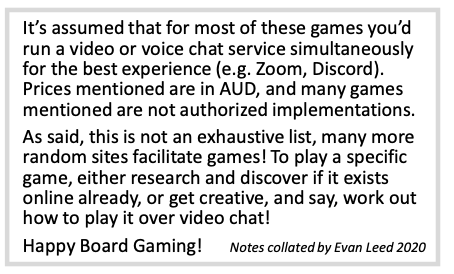 It's assumed that for most of these games you'd
run a video or voice chat service simultaneously
for the best experience (e.g. Zoom, Discord).
Prices mentioned are in AUD, and many games
mentioned are not authorized implementations.
As said, this is not an exhaustive list, many more
random sites facilitate games! To play a specific
game, either research and discover if it exists
online already, or get creative, and say, work out
how to play it over video chat!
Happy Board Gaming! Notes collated by Evan Leed 2020